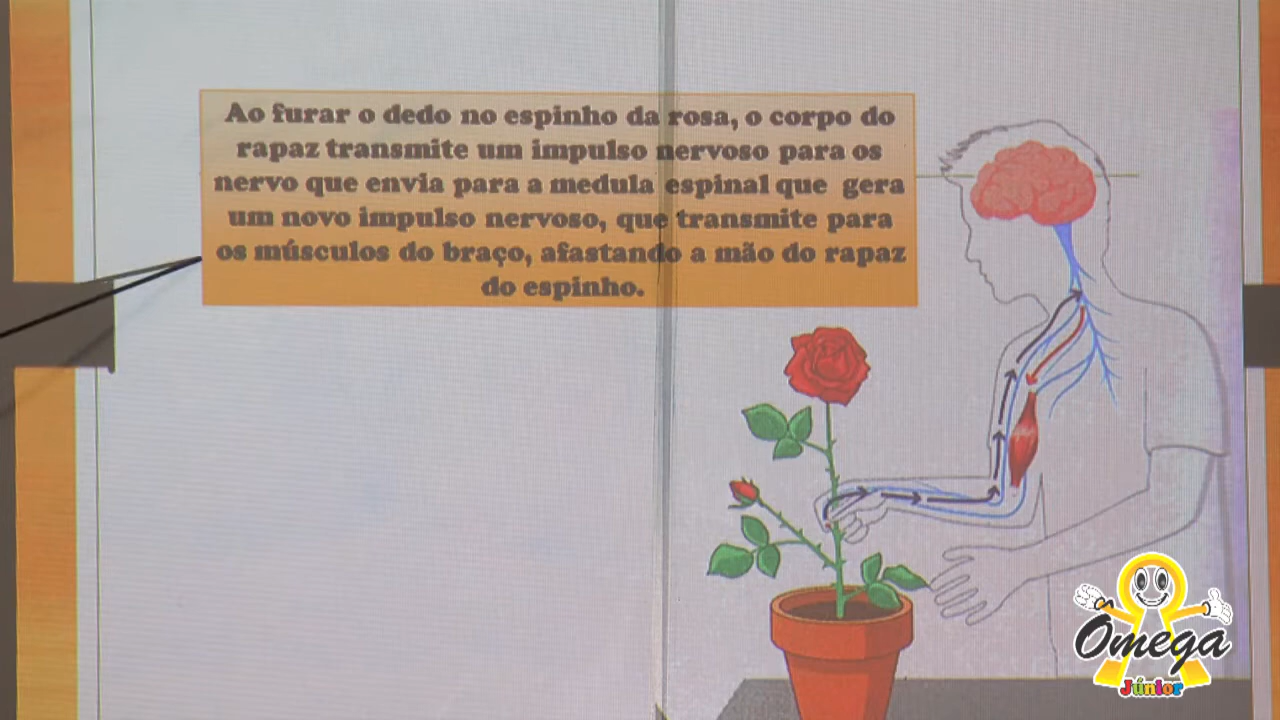 Ao furar o dedo no espinho da rosa, o corpo do
rapaz transmite um impulso nervoso para os
nervo que envia para a medula espinal que gera
um novo impulso nervoso, que transmite para
os músculos do braço, afastando a mão do rapaz
do espinho.
Ômega
Júnior